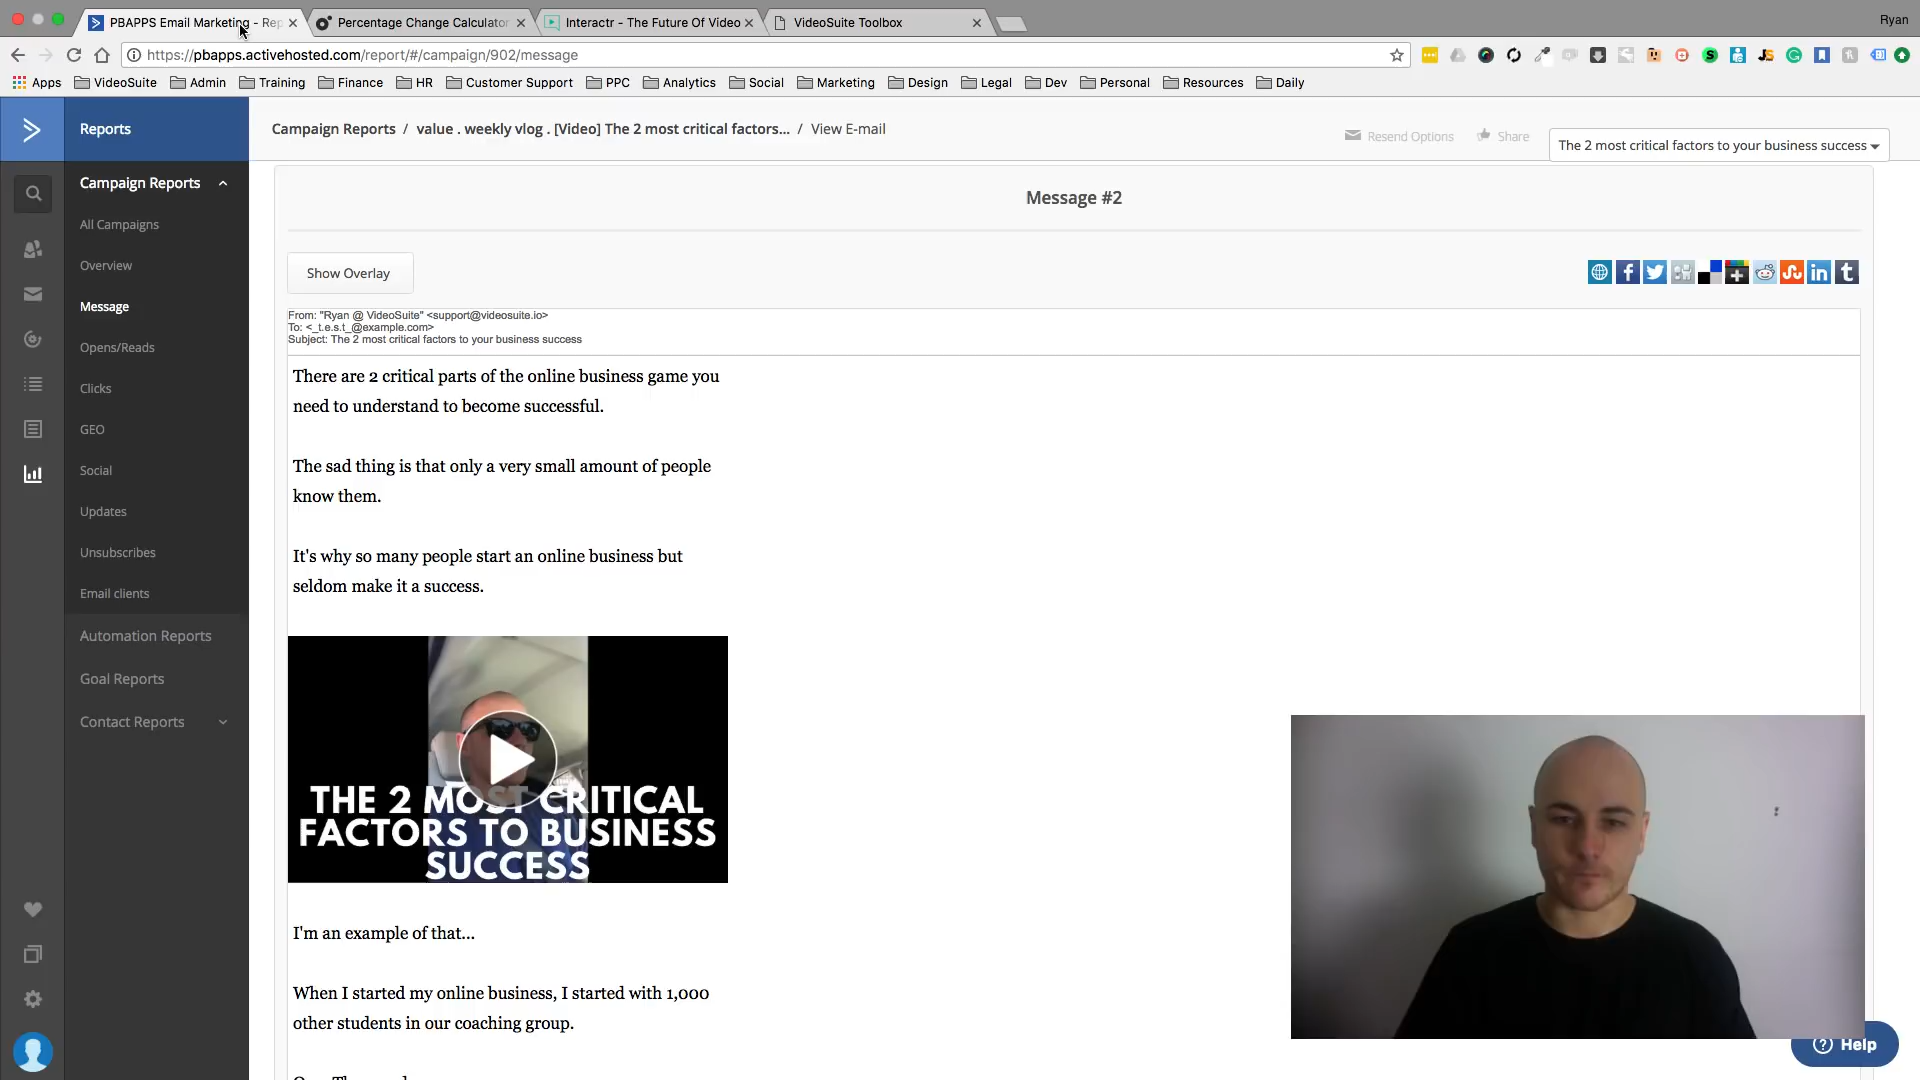 PBAPPS Email Marketing - Rep
Percentage Change Calculator
Interactr - The Future Of Video
VideoSuite Toolbox
Ryan
https://pbapps.activehosted.com/report/#/campaign/902/message
Apps
VideoSuite
Admin
Training
Finance
HR
Customer Support
PPC
Analytics
Social
Marketing
Design
Legal
Dev
Personal
Resources
Daily
Reports
Campaign Reports / value . weekly vlog . [Video] The 2 most critical factors... / View E-mail
Resend Options
Share
The 2 most critical factors to your business success
Campaign Reports
All Campaigns
Overview
Message
Opens/Reads
Clicks
GEO
Social
Updates
Unsubscribes
Email clients
Automation Reports
Goal Reports
Contact Reports
Message #2
Show Overlay
From: "Ryan @ VideoSuite" <support@videosuite.io>
To: <_t.e.s.t_@example.com>
Subject: The 2 most critical factors to your business success
There are 2 critical parts of the online business game you
need to understand to become successful.
The sad thing is that only a very small amount of people
know them.
It's why so many people start an online business but
seldom make it a success.
THE 2 MOST CRITICAL
FACTORS TO BUSINESS
SUCCESS
I'm an example of that...
When I started my online business, I started with 1,000
other students in our coaching group.
Help